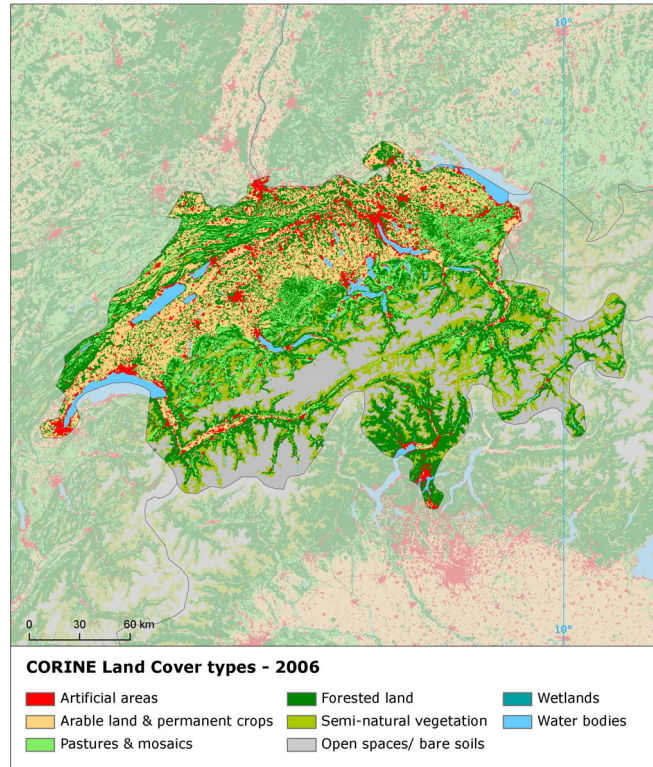 10°
0 30 60 km
10°
CORINE Land Cover types - 2006
Artificial areas
Forested land
Wetlands
Arable land & permanent crops
Semi-natural vegetation
Water bodies
Pastures & mosaics
Open spaces/ bare soils